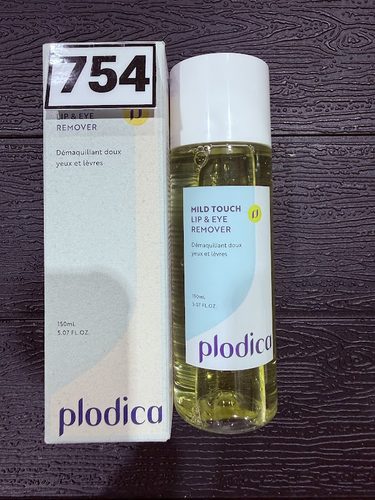 754
LIP & EYE
REMOVER
Démaquillant doux
yeux et lèvres
150mL
5.07 FL.OZ.
plodica
MILD TOUCH
LIP & EYE
REMOVER
Démaquillant doux
yeux et lèvres
150mL
5.07 FL.OZ.
plodica